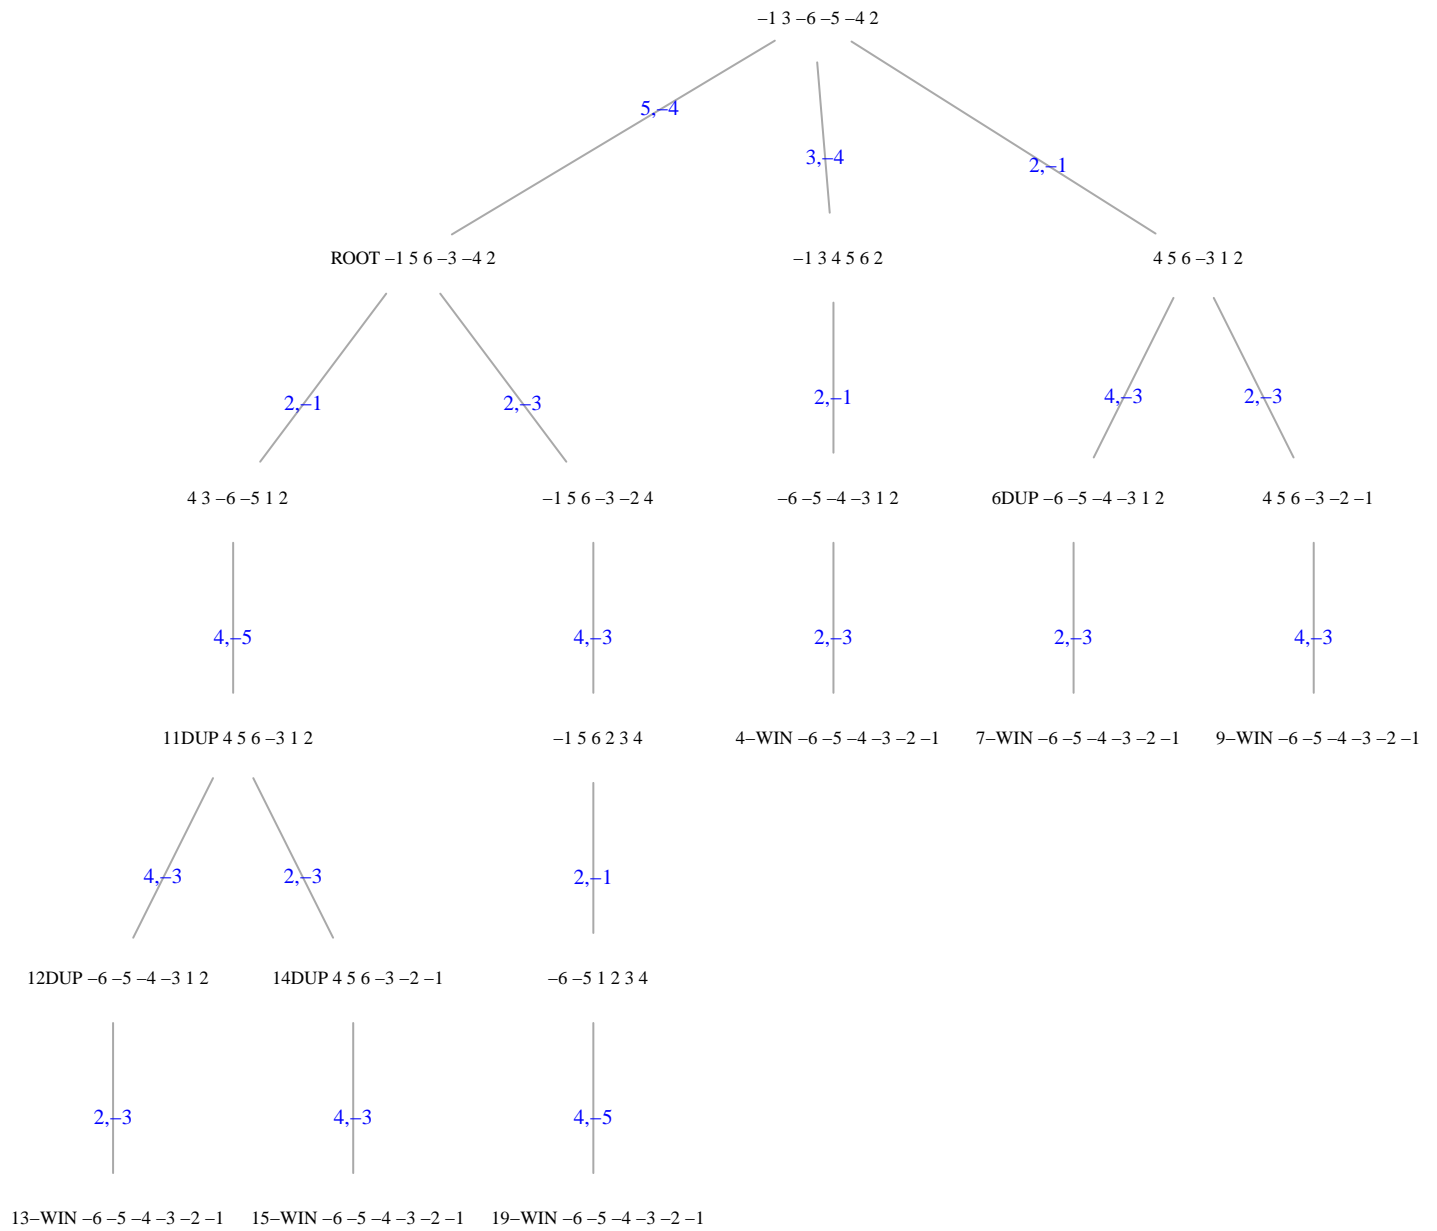 –1 3 –6 –5 –4 2
5,–4
3,–4
2,–1
ROOT –1 5 6 –3 –4 2
–1 3 4 5 6 2
4 5 6 –3 1 2
2,–1
2,–3
2,–1
4,–3
2,–3
4 3 –6 –5 1 2
–1 5 6 –3 –2 4
–6 –5 –4 –3 1 2
6DUP –6 –5 –4 –3 1 2
4 5 6 –3 –2 –1
4,–5
4,–3
2,–3
2,–3
4,–3
11DUP 4 5 6 –3 1 2
–1 5 6 2 3 4
4–WIN –6 –5 –4 –3 –2 –1
7–WIN –6 –5 –4 –3 –2 –1
9–WIN –6 –5 –4 –3 –2 –1
4,–3
2,–3
2,–1
12DUP –6 –5 –4 –3 1 2
14DUP 4 5 6 –3 –2 –1
–6 –5 1 2 3 4
2,–3
4,–3
4,–5
13–WIN –6 –5 –4 –3 –2 –1
15–WIN –6 –5 –4 –3 –2 –1
19–WIN –6 –5 –4 –3 –2 –1